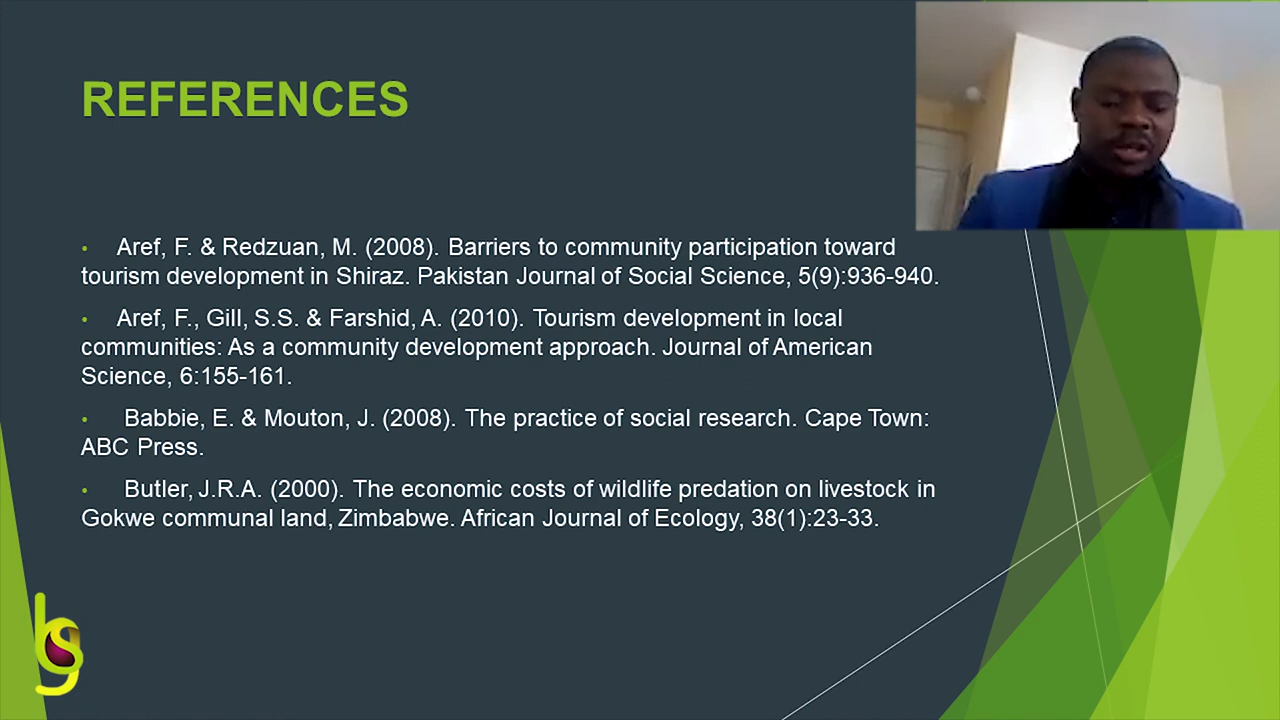 REFERENCES
• Aref, F. & Redzuan, M. (2008). Barriers to community participation toward
tourism development in Shiraz. Pakistan Journal of Social Science, 5(9):936-940.
• Aref, F., Gill, S.S. & Farshid, A. (2010). Tourism development in local
communities: As a community development approach. Journal of American
Science, 6:155-161.
• Babbie, E. & Mouton, J. (2008). The practice of social research. Cape Town:
ABC Press.
• Butler, J.R.A. (2000). The economic costs of wildlife predation on livestock in
Gokwe communal land, Zimbabwe. African Journal of Ecology, 38(1):23-33.